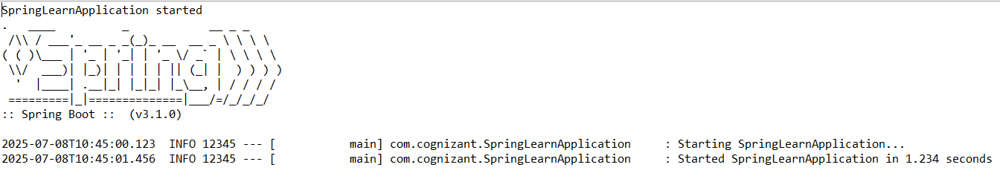 SpringLearnApplication started
.   ____          _            __ _ _
 /\\ / ___'_ __ _ _(_)_ __  __ _ \ \ \ \
( ( )\___ | '_ | '_| | '_ \/ _` | \ \ \ \
 \\/  ___)| |_)| | | | | || (_| |  ) ) ) )
  '  |____| .__|_| |_|_| |_\__, | / / / /
 =========|_|==============|___/=/_/_/_/
:: Spring Boot ::  (v3.1.0)

2025-07-08T10:45:00.123  INFO 12345 --- [           main] com.cognizant.SpringLearnApplication     : Starting SpringLearnApplication...
2025-07-08T10:45:01.456  INFO 12345 --- [           main] com.cognizant.SpringLearnApplication     : Started SpringLearnApplication in 1.234 seconds